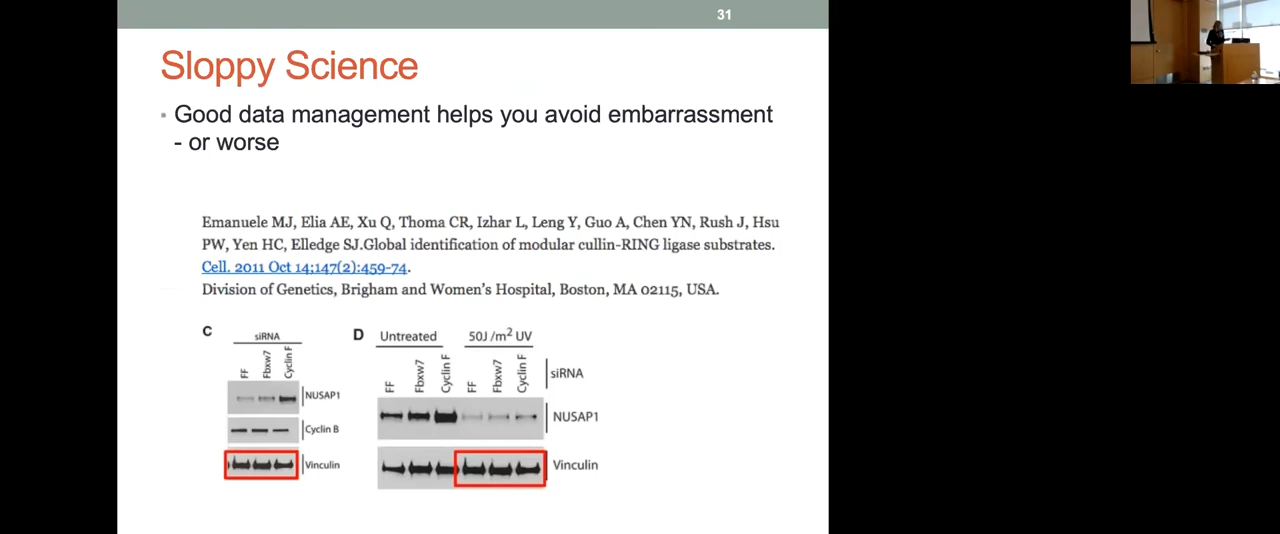 31
Sloppy Science
• Good data management helps you avoid embarrassment
- or worse
Emanuele MJ, Elia AE, Xu Q, Thoma CR, Izhar L, Leng Y, Guo A, Chen YN, Rush J, Hsu
PW, Yen HC, Elledge SJ.Global identification of modular cullin-RING ligase substrates.
Cell. 2011 Oct 14;147(2):459-74.
Division of Genetics, Brigham and Women's Hospital, Boston, MA 02115, USA.
C
siRNA
FF
Fbxw7
Cyclin F
NUSAP1
Cyclin B
Vinculin
D
Untreated
50J/m² UV
FF
Fbxw7
Cyclin F
FF
Fbxw7
Cyclin F
siRNA
NUSAP1
Vinculin